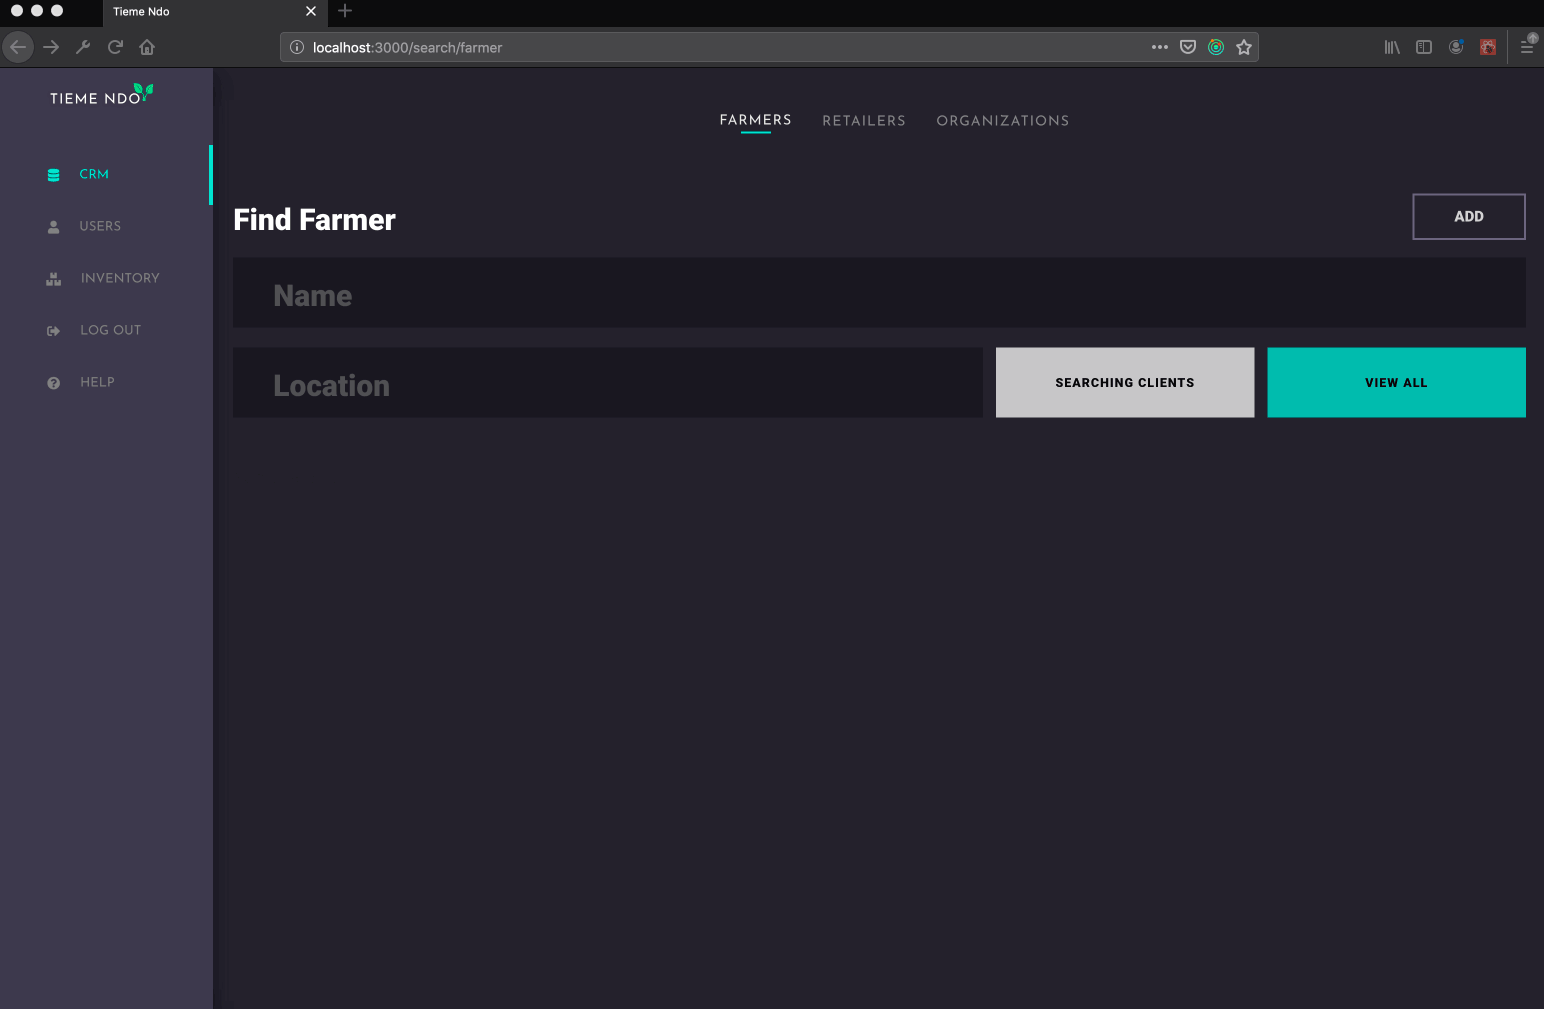 Tieme Ndo
localhost:3000/search/farmer
TIEME NDO
FARMERS RETAILERS ORGANIZATIONS
CRM
USERS
INVENTORY
LOG OUT
HELP
Find Farmer
ADD
Name
Location
SEARCHING CLIENTS
VIEW ALL